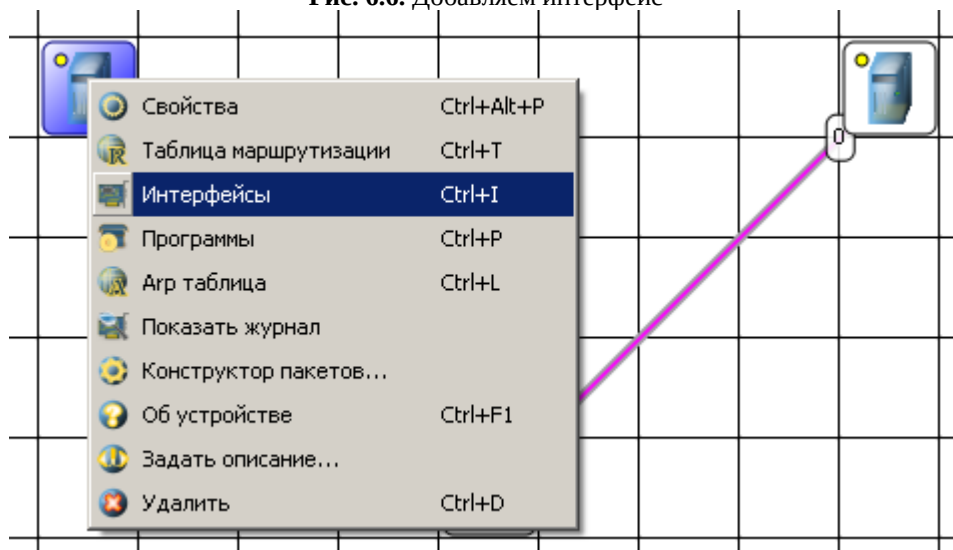 Рис. 6.6. Добавляем интерфейс
Свойства Ctrl+Alt+P
Таблица маршрутизации Ctrl+T
Интерфейсы Ctrl+I
Программы Ctrl+P
Arp таблица Ctrl+L
Показать журнал
Конструктор пакетов...
Об устройстве Ctrl+F1
Задать описание...
Удалить Ctrl+D
0